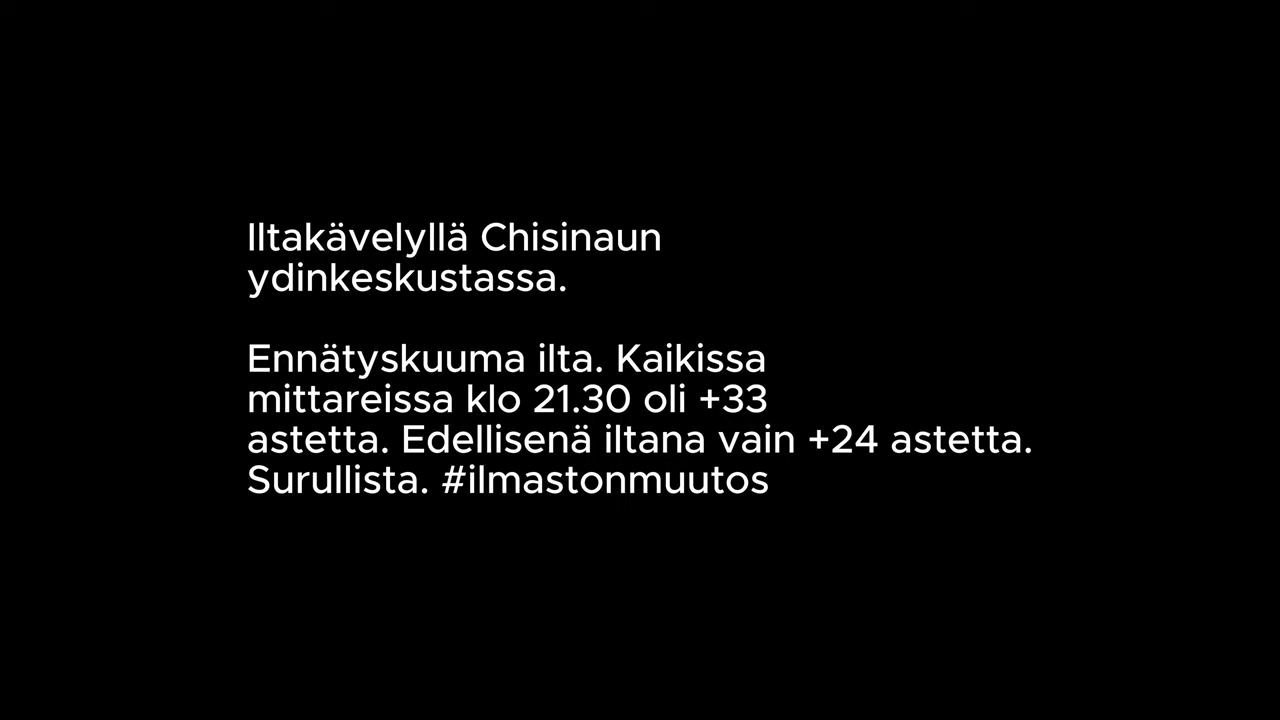 Iltakävelyllä Chisinaun
ydinkeskustassa.
Ennätyskuuma ilta. Kaikissa
mittareissa klo 21.30 oli +33
astetta. Edellisenä iltana vain +24 astetta.
Surullista. #ilmastonmuutos